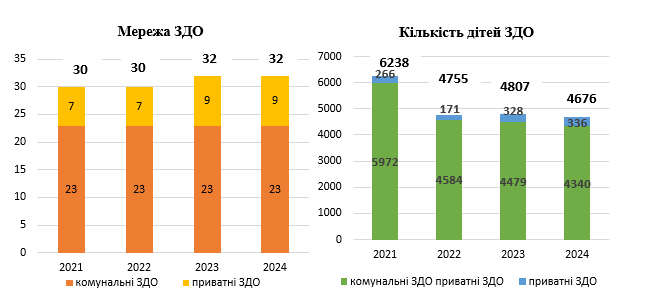 Мережа ЗДО
35
30
25
20
15
10
5
0
30 30 32 32
7 7 9 9
23 23 23 23
2021 2022 2023 2024
комунальні ЗДО приватні ЗДО
Кількість дітей ЗДО
7000
6000
5000
4000
3000
2000
1000
0
6238 4755 4807 4676
266 171 328 336
5972 4584 4479 4340
2021 2022 2023 2024
комунальні ЗДО приватні ЗДО приватні ЗДО